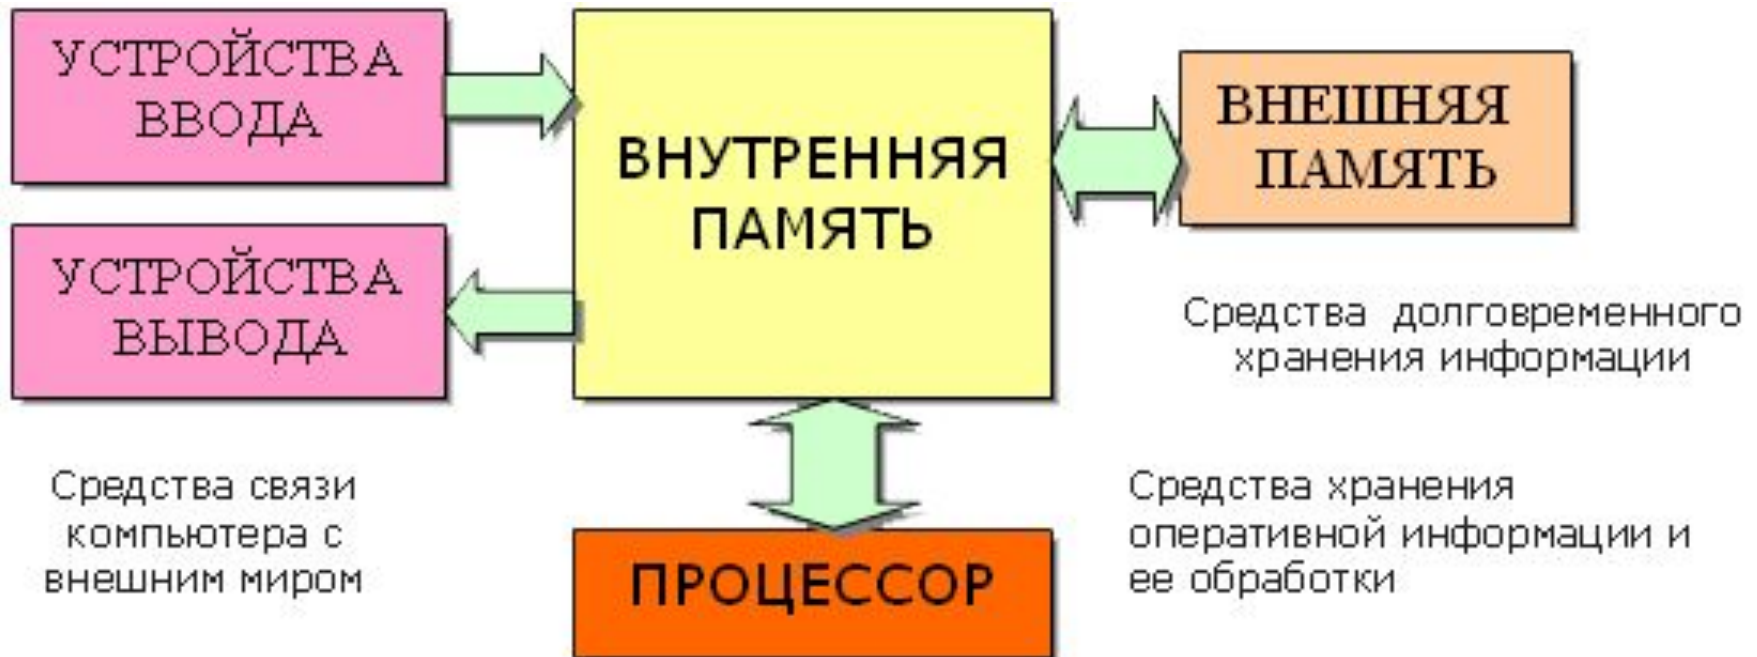 УСТРОЙСТВА
ВВОДА
ВНУТРЕННЯЯ
ПАМЯТЬ
ВНЕШНЯЯ
ПАМЯТЬ
УСТРОЙСТВА
ВЫВОДА
Средства долговременного
хранения информации
Средства связи
компьютера с
внешним миром
ПРОЦЕССОР
Средства хранения
оперативной информации и
ее обработки